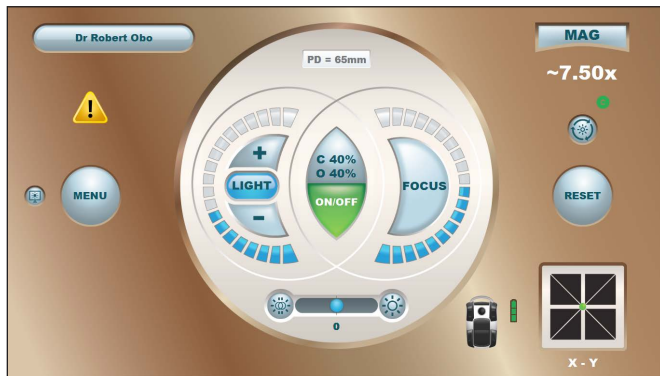 Dr Robert Obo
PD = 65mm
MAG
~7.50x
+
C 40%
O 40%
LIGHT
ON/OFF
FOCUS
-
MENU
RESET
0
X - Y